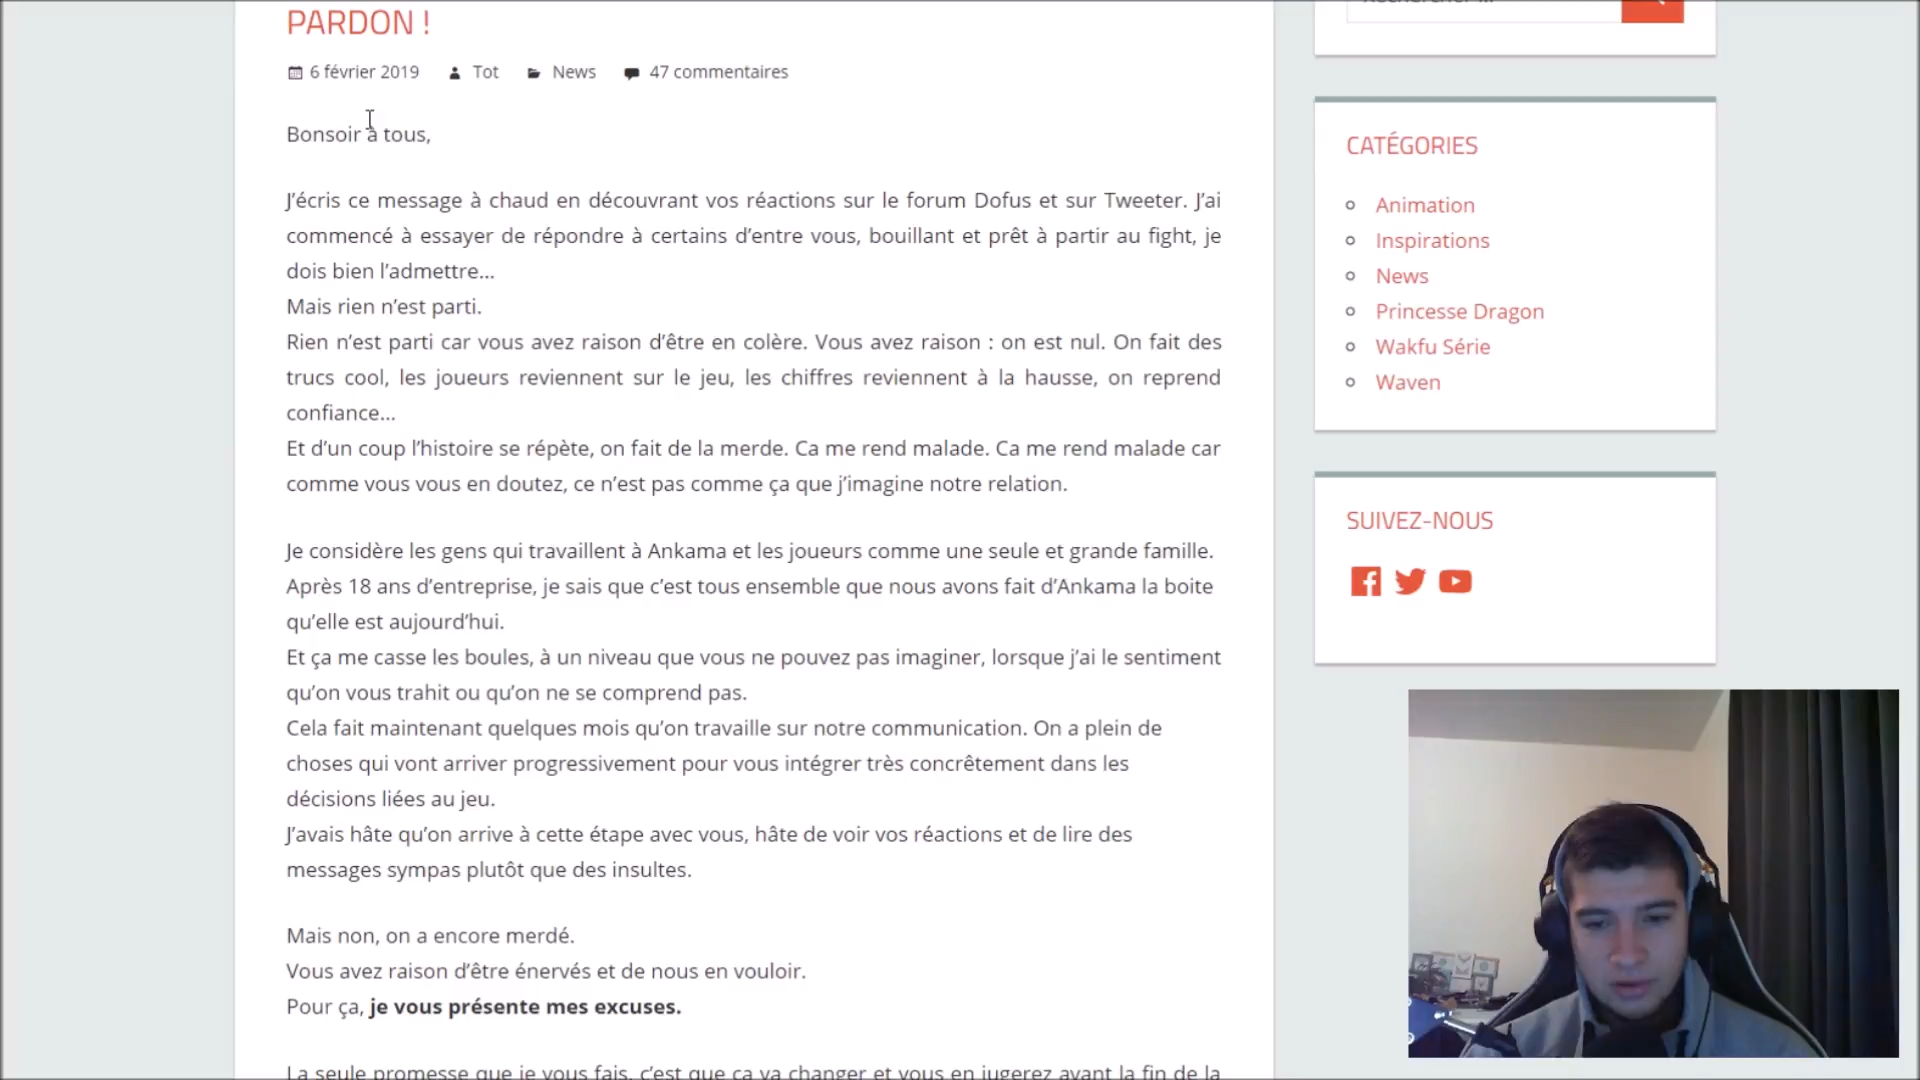 PARDON !
6 février 2019 Tot News 47 commentaires
Bonsoir à tous,
J’écris ce message à chaud en découvrant vos réactions sur le forum Dofus et sur Tweeter. J’ai
commencé à essayer de répondre à certains d’entre vous, bouillant et prêt à partir au fight, je
dois bien l’admettre…
Mais rien n’est parti.
Rien n’est parti car vous avez raison d’être en colère. Vous avez raison : on est nul. On fait des
trucs cool, les joueurs reviennent sur le jeu, les chiffres reviennent à la hausse, on reprend
confiance…
Et d’un coup l’histoire se répète, on fait de la merde. Ca me rend malade. Ca me rend malade car
comme vous vous en doutez, ce n’est pas comme ça que j’imagine notre relation.
Je considère les gens qui travaillent à Ankama et les joueurs comme une seule et grande famille.
Après 18 ans d’entreprise, je sais que c’est tous ensemble que nous avons fait d’Ankama la boite
qu’elle est aujourd’hui.
Et ça me casse les boules, à un niveau que vous ne pouvez pas imaginer, lorsque j’ai le sentiment
qu’on vous trahit ou qu’on ne se comprend pas.
Cela fait maintenant quelques mois qu’on travaille sur notre communication. On a plein de
choses qui vont arriver progressivement pour vous intégrer très concrêtement dans les
décisions liées au jeu.
J’avais hâte qu’on arrive à cette étape avec vous, hâte de voir vos réactions et de lire des
messages sympas plutôt que des insultes.
Mais non, on a encore merdé.
Vous avez raison d’être énervés et de nous en vouloir.
Pour ça, je vous présente mes excuses.
La seule promesse que je vous fais, c’est que ça va changer et vous en jugerez avant la fin de la
CATÉGORIES
Animation
Inspirations
News
Princesse Dragon
Wakfu Série
Waven
SUIVEZ-NOUS